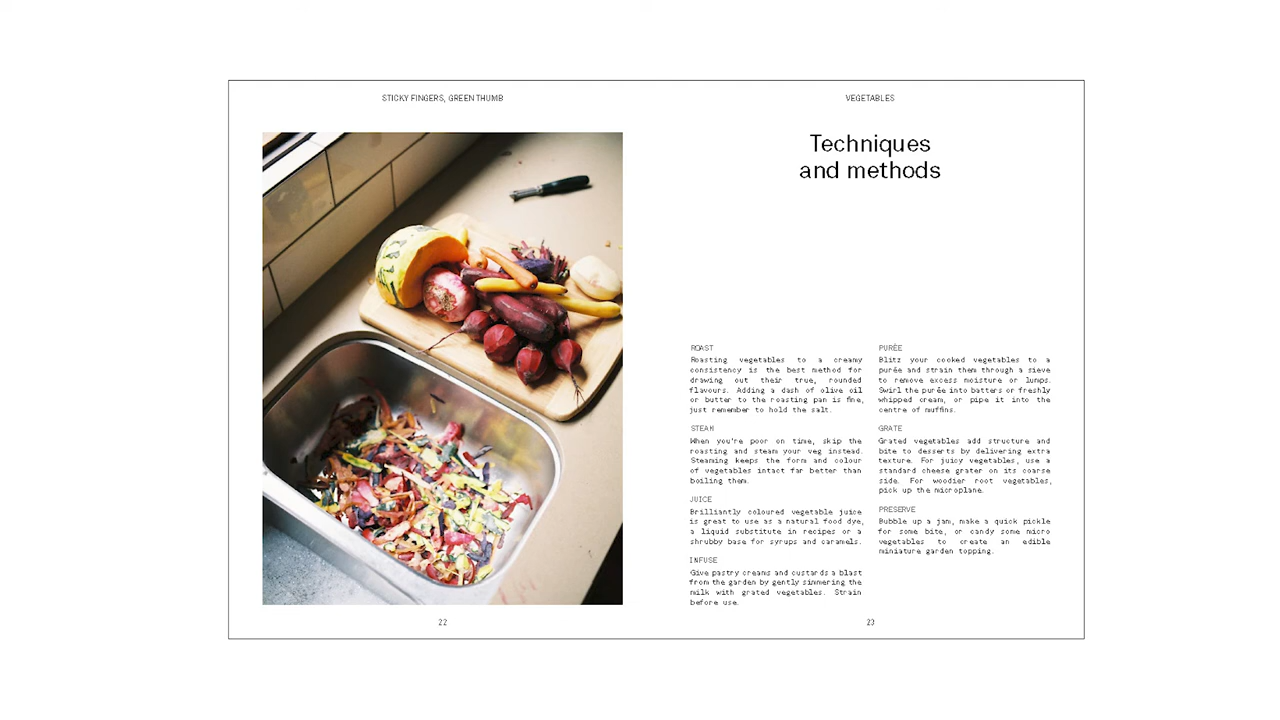 STICKY FINGERS, GREEN THUMB
22
VEGETABLES
Techniques
and methods
ROAST
Roasting vegetables to a creamy
consistency is the best method for
drawing out their true, rounded
flavours. Adding a dash of olive oil
or butter to the roasting pan is fine,
just remember to hold the salt.
STEAM
When you're poor on time, skip the
roasting and steam your veg instead.
Steaming keeps the form and colour
of vegetables intact far better than
boiling them.
JUICE
Brilliantly coloured vegetable juice
is great to use as a natural food dye,
a liquid substitute in recipes or a
shrubby base for syrups and caramels.
INFUSE
Give pastry creams and custards a blast
from the garden by gently simmering the
milk with grated vegetables. Strain
before use.
PURÉE
Blitz your cooked vegetables to a
purée and strain them through a sieve
to remove excess moisture or lumps.
Swirl the purée into batters or freshly
whipped cream, or pipe it into the
centre of muffins.
GRATE
Grated vegetables add structure and
bite to desserts by delivering extra
texture. For juicy vegetables, use a
standard cheese grater on its coarse
side. For woodier root vegetables,
pick up the microplane.
PRESERVE
Bubble up a jam, make a quick pickle
for some bite, or candy some micro
vegetables to create an edible
miniature garden topping.
23